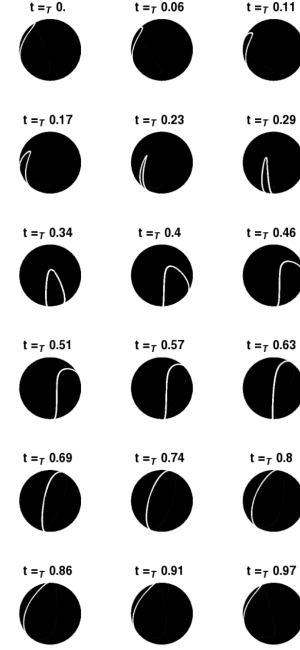 t =T 0. t =T 0.06 t =T 0.11
t =T 0.17 t =T 0.23 t =T 0.29
t =T 0.34 t =T 0.4 t =T 0.46
t =T 0.51 t =T 0.57 t =T 0.63
t =T 0.69 t =T 0.74 t =T 0.8
t =T 0.86 t =T 0.91 t =T 0.97